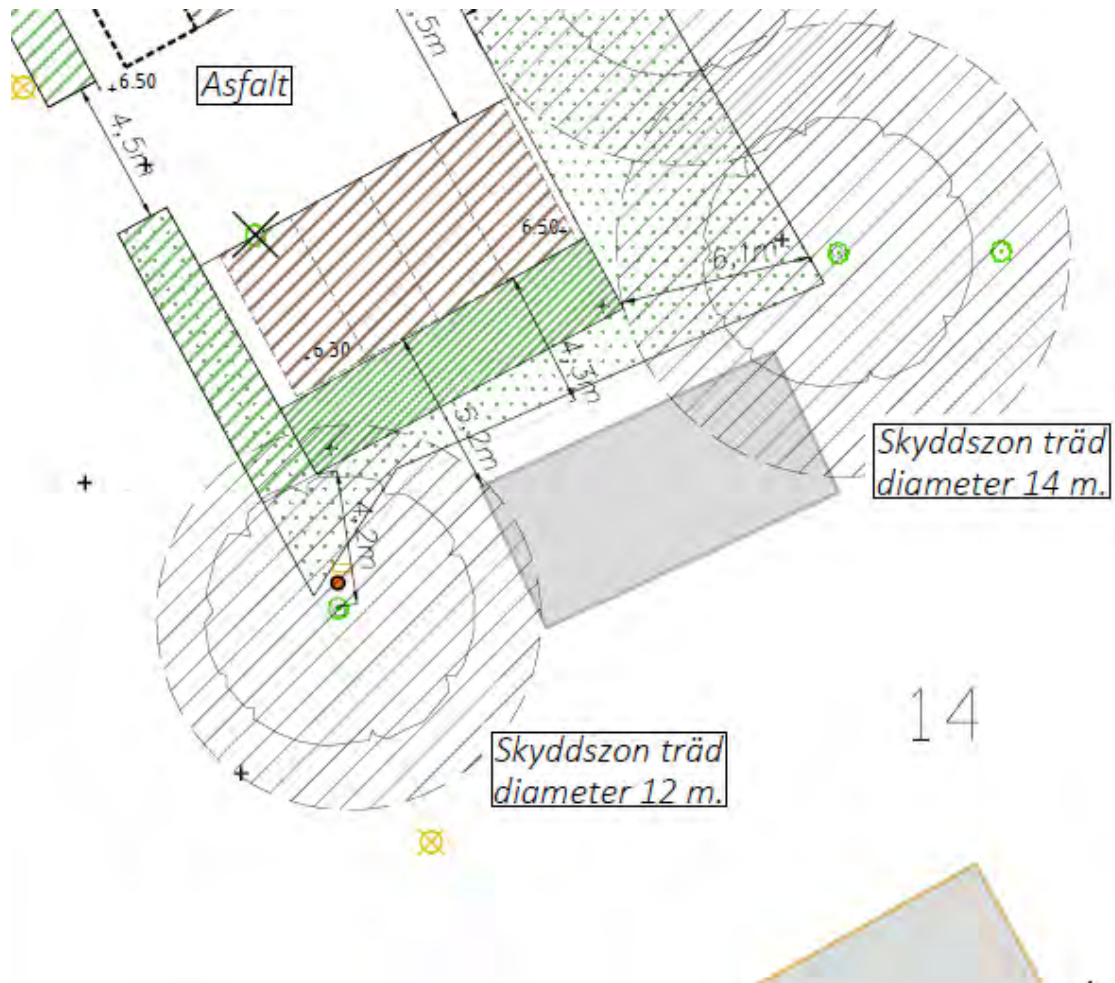 ,5m
6.50
Asfalt
4,5m
6.50
6,1m
6.30
4,3m
5,2m
Skyddszon träd
diameter 14 m.
4,2m
14
Skyddszon träd
diameter 12 m.